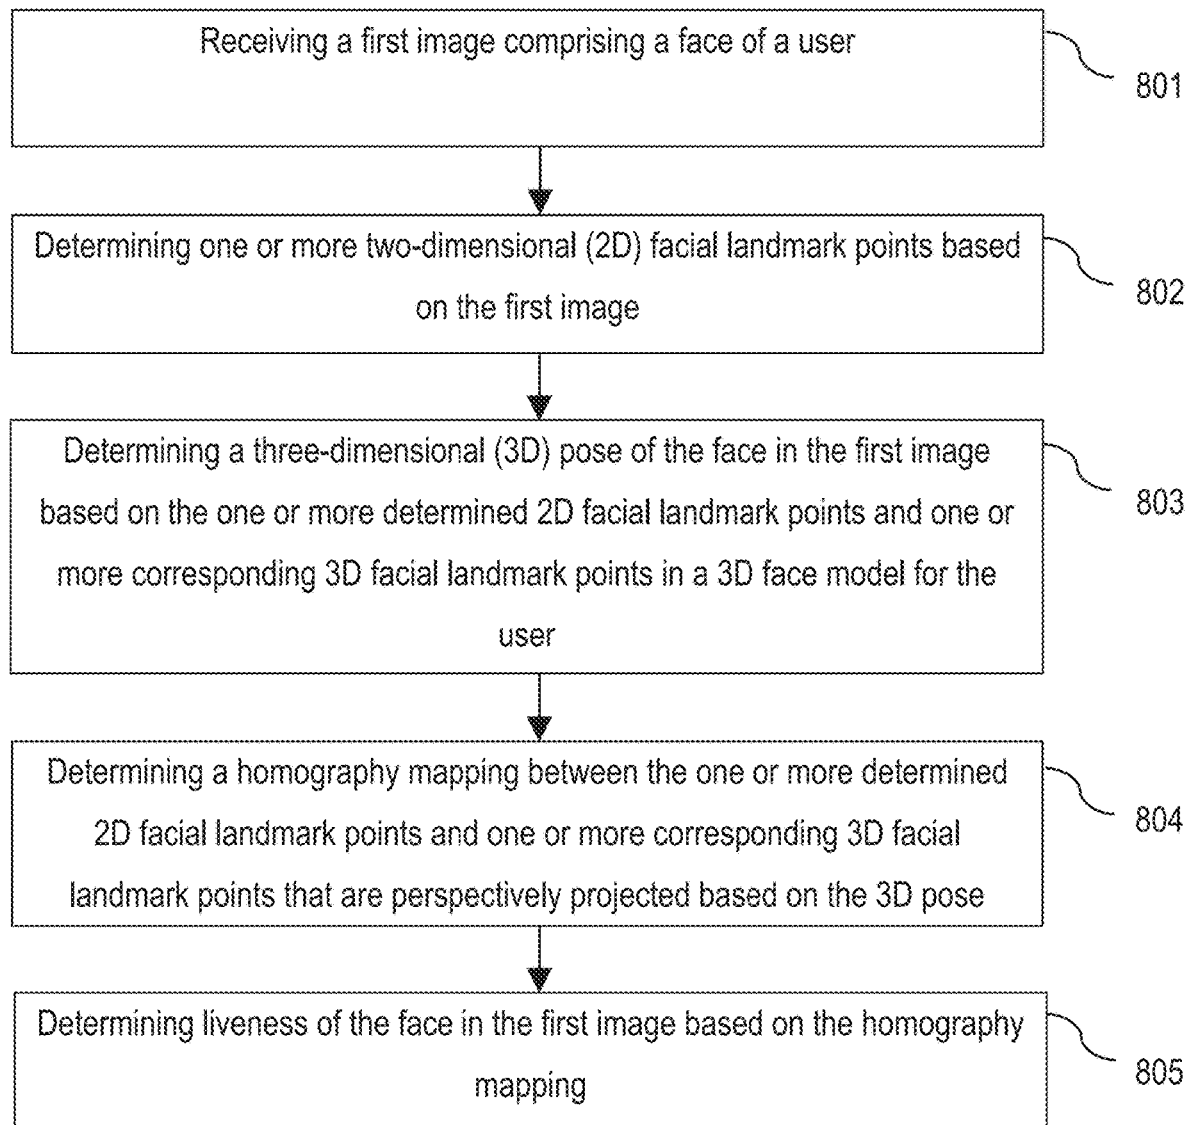 Receiving a first image comprising a face of a user
801
Determining one or more two-dimensional (2D) facial landmark points based
on the first image
802
Determining a three-dimensional (3D) pose of the face in the first image
based on the one or more determined 2D facial landmark points and one or
more corresponding 3D facial landmark points in a 3D face model for the
user
803
Determining a homography mapping between the one or more determined
2D facial landmark points and one or more corresponding 3D facial
landmark points that are perspectively projected based on the 3D pose
804
Determining liveness of the face in the first image based on the homography
mapping
805